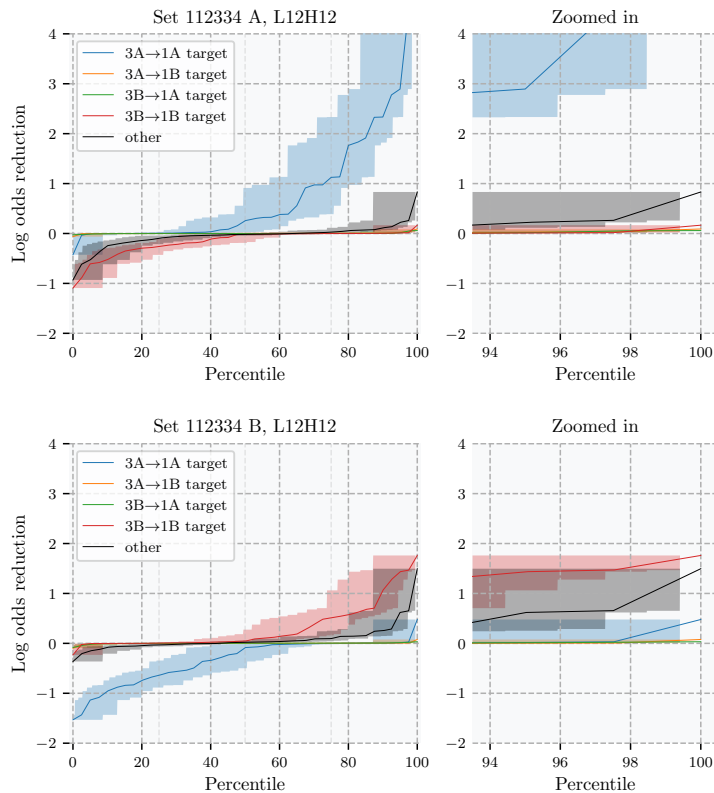 Set 112334 A, L12H12
Zoomed in
Log odds reduction
4
3
2
1
0
−1
−2
3A→1A target
3A→1B target
3B→1A target
3B→1B target
other
0 20 40 60 80 100
Percentile
4
3
2
1
0
−1
−2
94 96 98 100
Percentile
Set 112334 B, L12H12
Zoomed in
Log odds reduction
4
3
2
1
0
−1
−2
3A→1A target
3A→1B target
3B→1A target
3B→1B target
other
0 20 40 60 80 100
Percentile
4
3
2
1
0
−1
−2
94 96 98 100
Percentile